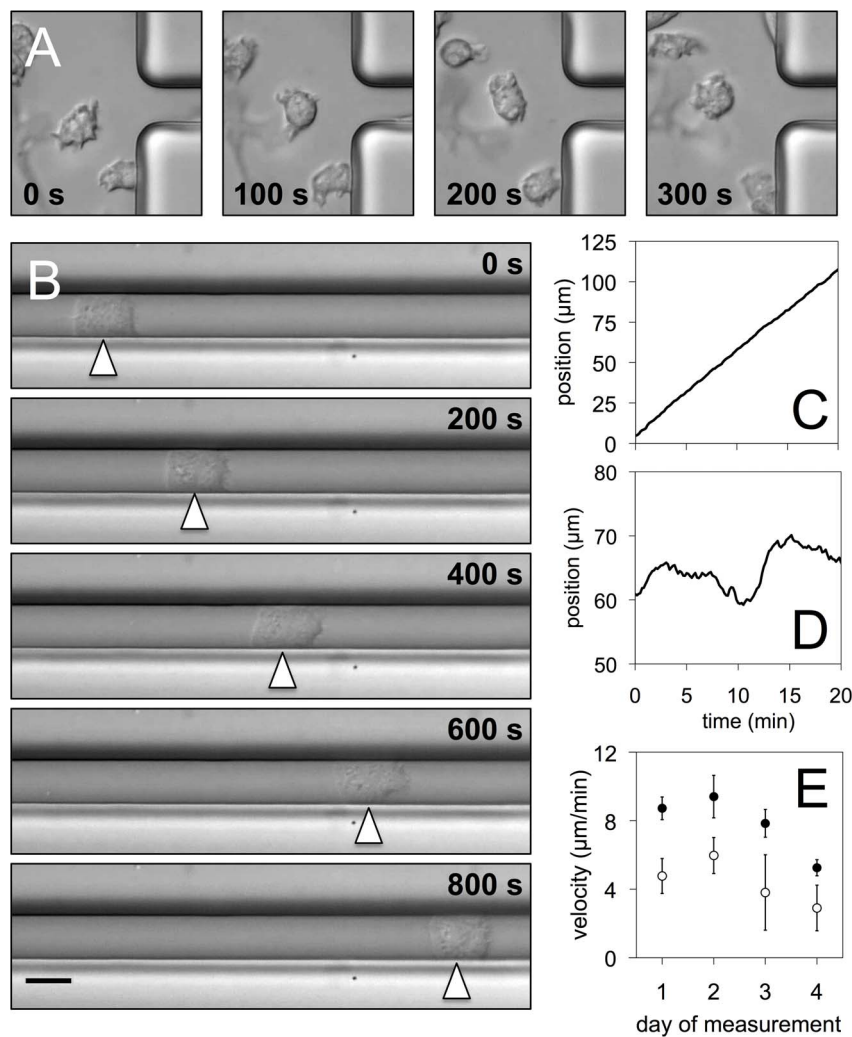 A
0 s
100 s
200 s
300 s
B
0 s
200 s
400 s
600 s
800 s
125
100
75
50
25
0
position (µm)
C
80
70
60
50
position (µm)
D
0 5 10 15 20
time (min)
12
8
4
0
velocity (µm/min)
E
1 2 3 4
day of measurement